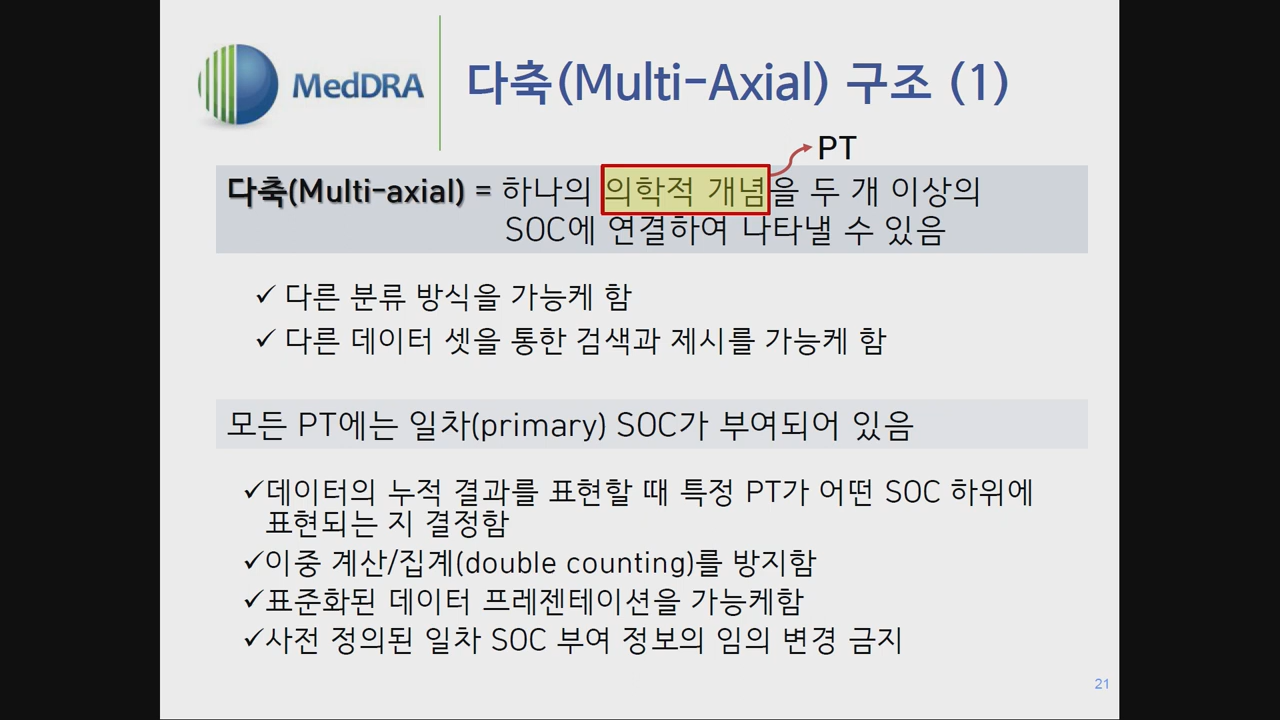 MedDRA
다축(Multi-Axial) 구조 (1)
PT
다축(Multi-axial) = 하나의 의학적 개념을 두 개 이상의
SOC에 연결하여 나타낼 수 있음
✓ 다른 분류 방식을 가능케 함
✓ 다른 데이터 셋을 통한 검색과 제시를 가능케 함
모든 PT에는 일차(primary) SOC가 부여되어 있음
✓데이터의 누적 결과를 표현할 때 특정 PT가 어떤 SOC 하위에
표현되는 지 결정함
✓이중 계산/집계(double counting)를 방지함
✓표준화된 데이터 프레젠테이션을 가능케함
✓사전 정의된 일차 SOC 부여 정보의 임의 변경 금지
21